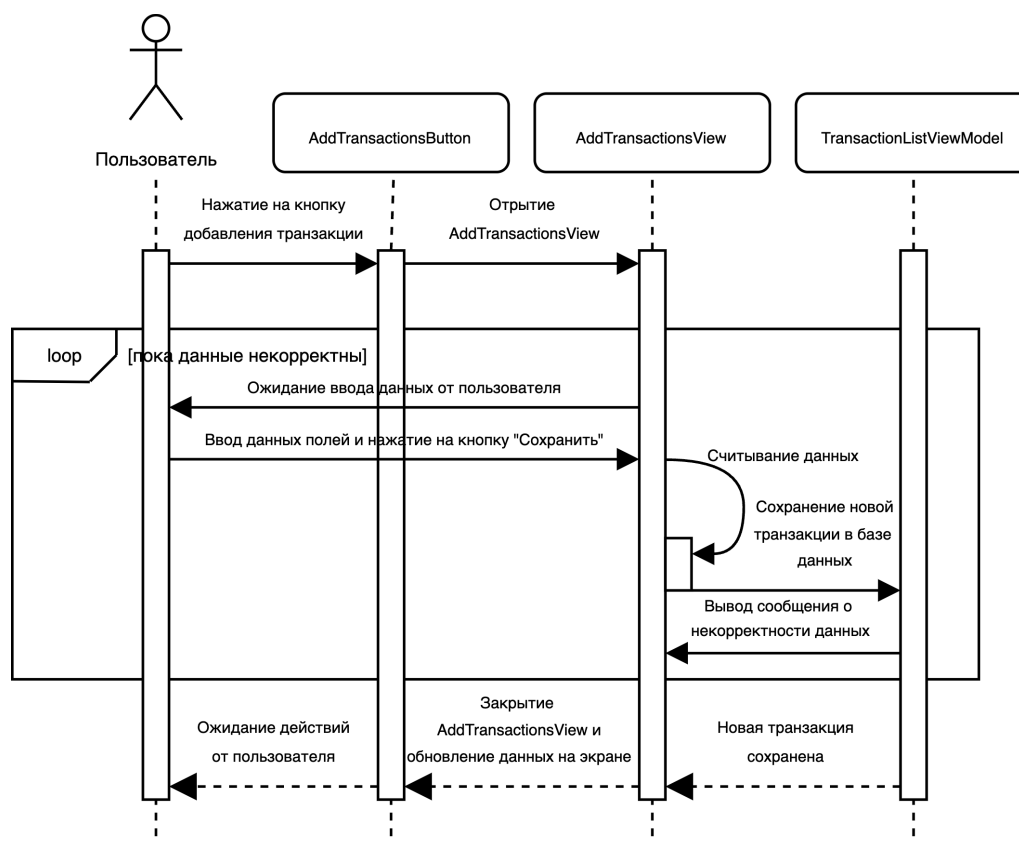 AddTransactionsButton
AddTransactionsView
TransactionListViewModel
Пользователь
Нажатие на кнопку
добавления транзакции
Отрытие
AddTransactionsView
loop
[пока данные некорректны]
Ожидание ввода данных от пользователя
Ввод данных полей и нажатие на кнопку "Сохранить"
Считывание данных
Сохранение новой
транзакции в базе
данных
Вывод сообщения о
некорректности данных
Ожидание действий
от пользователя
Закрытие
AddTransactionsView и
обновление данных на экране
Новая транзакция
сохранена